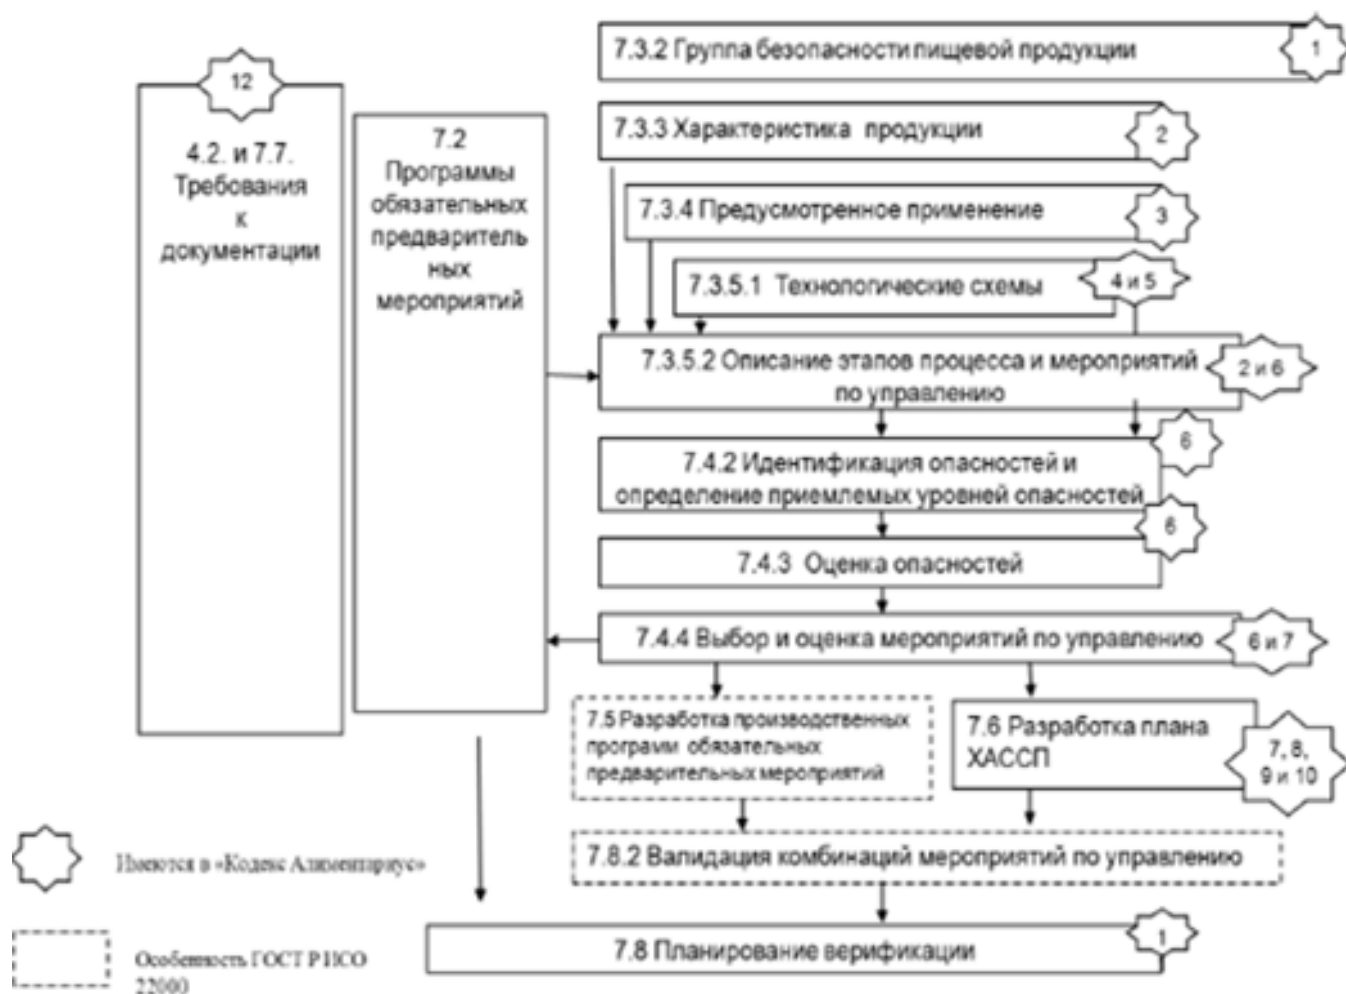 7.3.2 Группа безопасности пищевой продукции
1
12
4.2. и 7.7.
Требования
к
документации
7.2
Программы
обязательных
предваритель
ных
мероприятий
7.3.3 Характеристика продукции
2
7.3.4 Предусмотренное применение
3
7.3.5.1 Технологические схемы
4 и 5
7.3.5.2 Описание этапов процесса и мероприятий
по управлению
2 и 6
7.4.2 Идентификация опасностей и
определение приемлемых уровней опасностей
6
7.4.3 Оценка опасностей
6
7.4.4 Выбор и оценка мероприятий по управлению
6 и 7
7.5 Разработка производственных
программ обязательных
предварительных мероприятий
7.6 Разработка плана
ХАССП
7, 8,
9 и 10
7.8.2 Валидация комбинаций мероприятий по управлению
7.8 Планирование верификации
1
Имеются в «Кодекс Алиментариус»
Особенность ГОСТ Р ИСО
22000